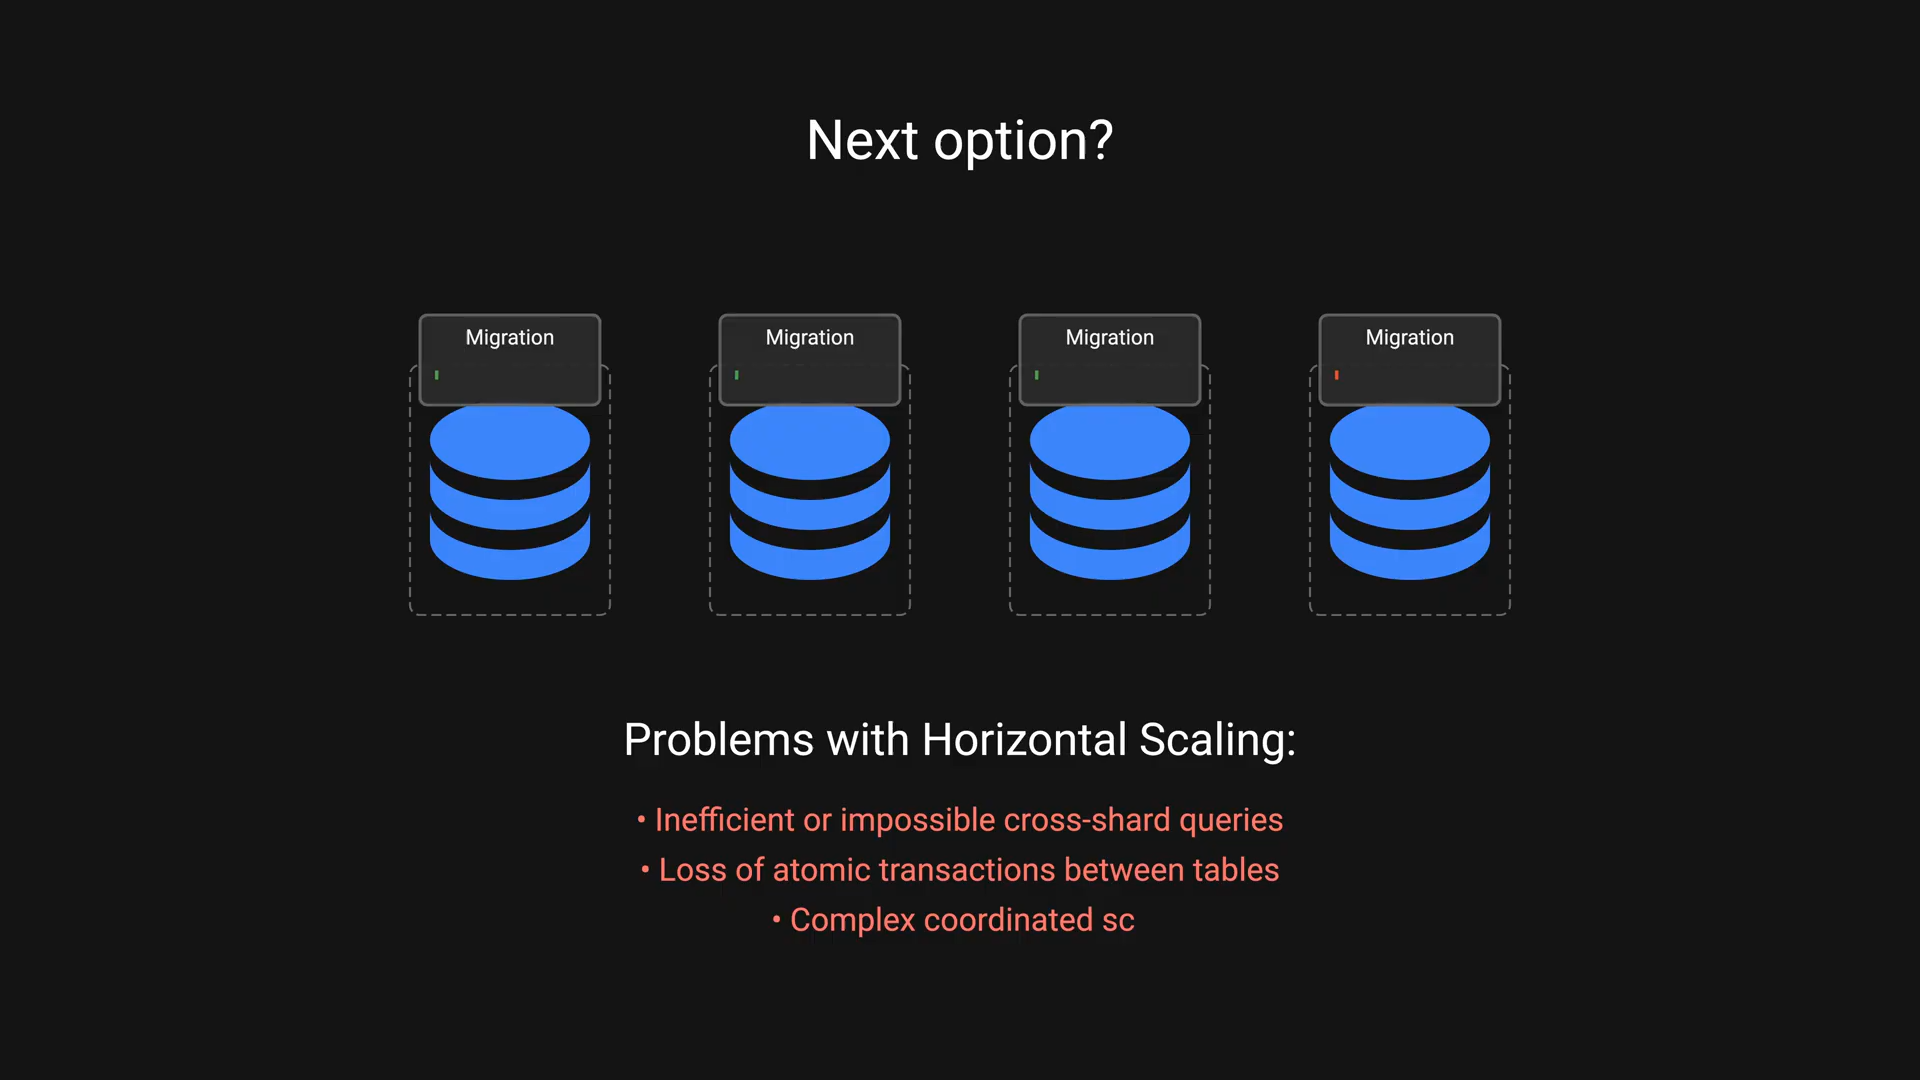 Next option?
Migration
Migration
Migration
Migration
Problems with Horizontal Scaling:
• Inefficient or impossible cross-shard queries
• Loss of atomic transactions between tables
• Complex coordinated sc